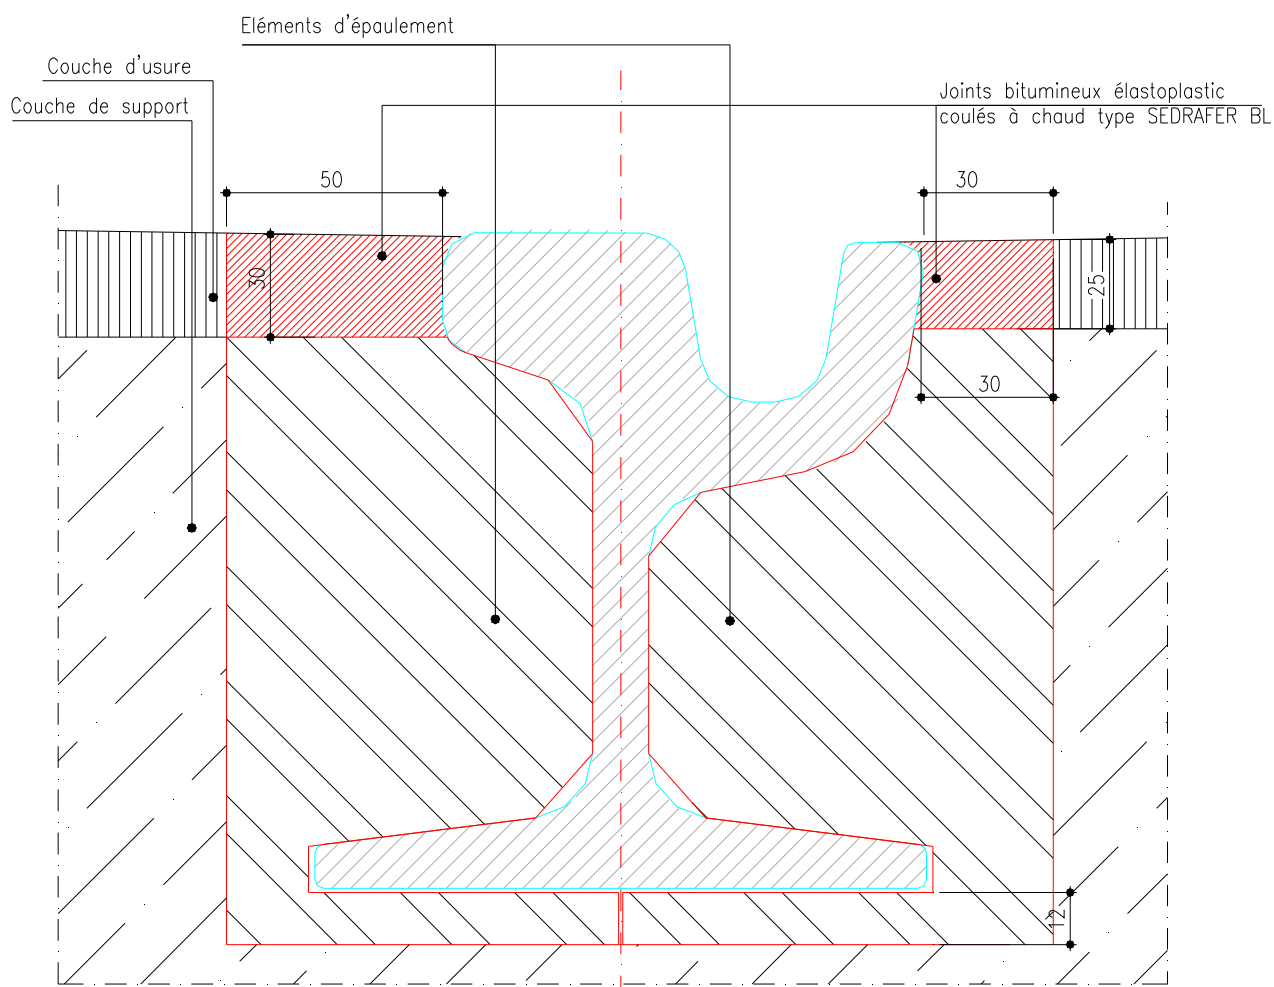 Eléments d'épaulement
Couche d'usure
Couche de support
Joints bitumineux élastoplastic
coulés à chaud type SEDRAFER BL
50
30
30
25
30
12